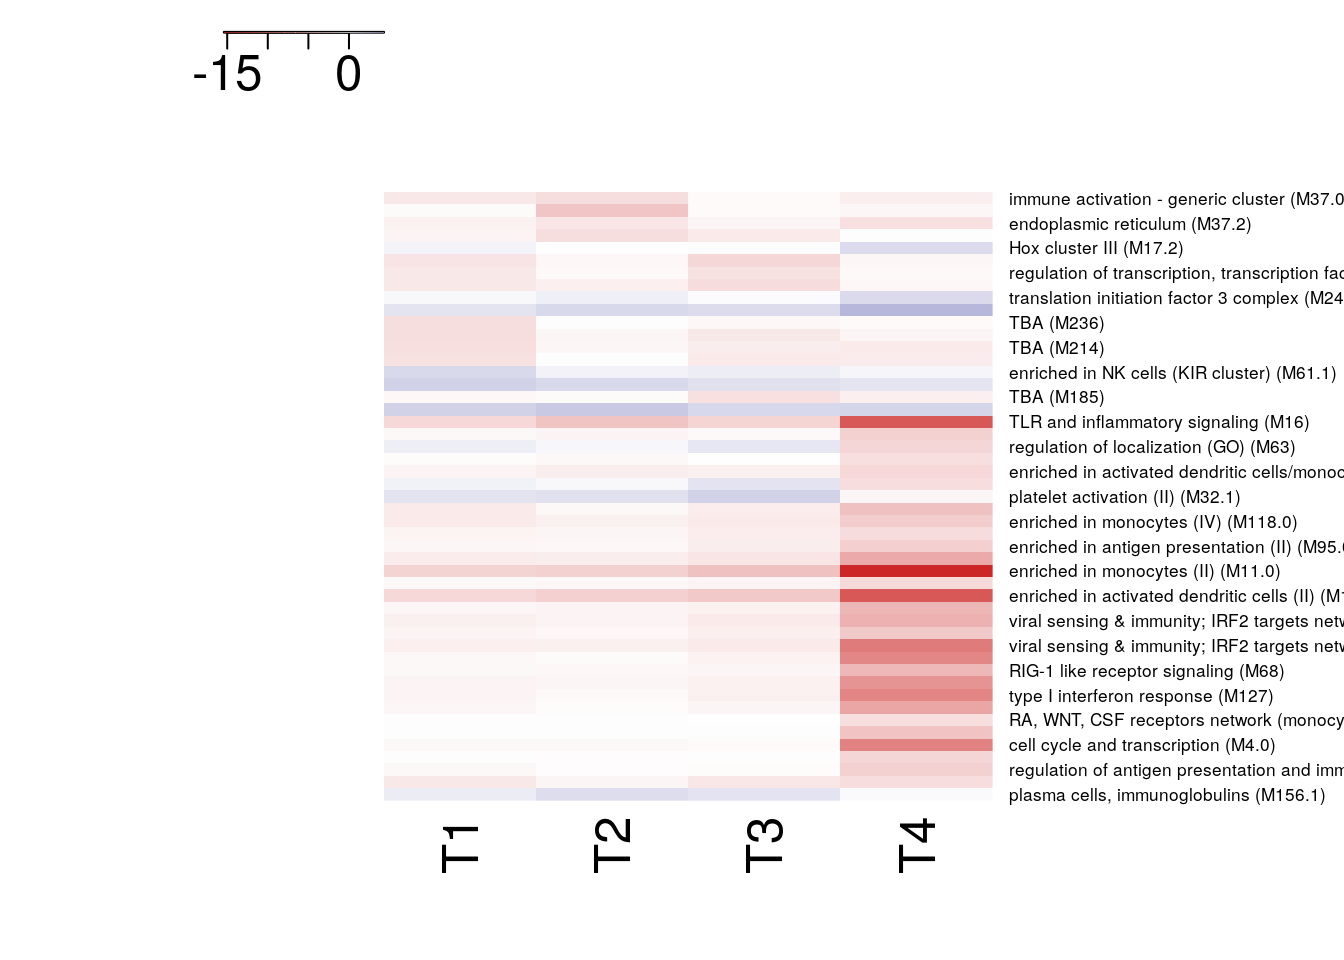 -15 0
immune activation - generic cluster (M37.0
endoplasmic reticulum (M37.2)
Hox cluster III (M17.2)
regulation of transcription, transcription fac
translation initiation factor 3 complex (M24
TBA (M236)
TBA (M214)
enriched in NK cells (KIR cluster) (M61.1)
TBA (M185)
TLR and inflammatory signaling (M16)
regulation of localization (GO) (M63)
enriched in activated dendritic cells/monoc
platelet activation (II) (M32.1)
enriched in monocytes (IV) (M118.0)
enriched in antigen presentation (II) (M95.
enriched in monocytes (II) (M11.0)
enriched in activated dendritic cells (II) (M1
viral sensing & immunity; IRF2 targets netw
viral sensing & immunity; IRF2 targets netw
RIG-1 like receptor signaling (M68)
type I interferon response (M127)
RA, WNT, CSF receptors network (monocy
cell cycle and transcription (M4.0)
regulation of antigen presentation and imm
plasma cells, immunoglobulins (M156.1)
T1 T2 T3 T4